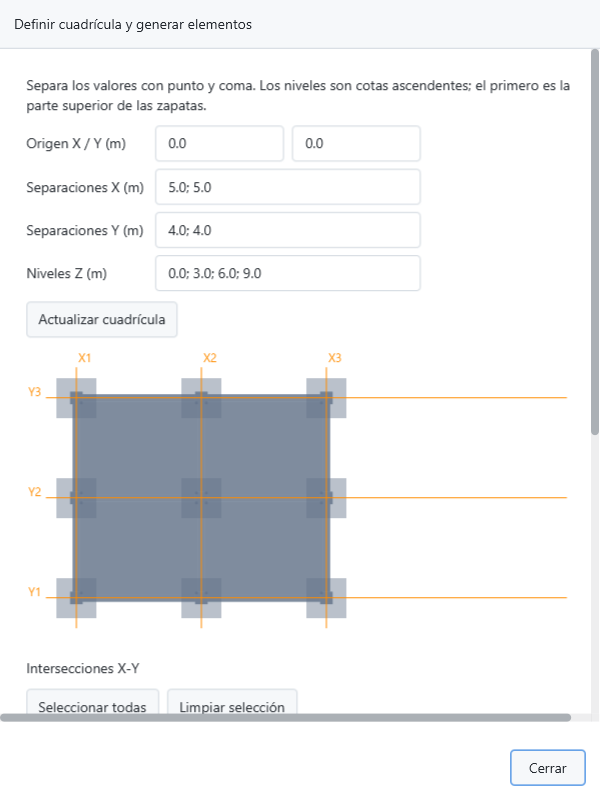 Definir cuadrícula y generar elementos
Separa los valores con punto y coma. Los niveles son cotas ascendentes; el primero es la
parte superior de las zapatas.
Origen X / Y (m) 0.0 0.0
Separaciones X (m) 5.0; 5.0
Separaciones Y (m) 4.0; 4.0
Niveles Z (m) 0.0; 3.0; 6.0; 9.0
Actualizar cuadrícula
X1 X2 X3
Y3
Y2
Y1
Intersecciones X-Y
Seleccionar todas Limpiar selección
Cerrar